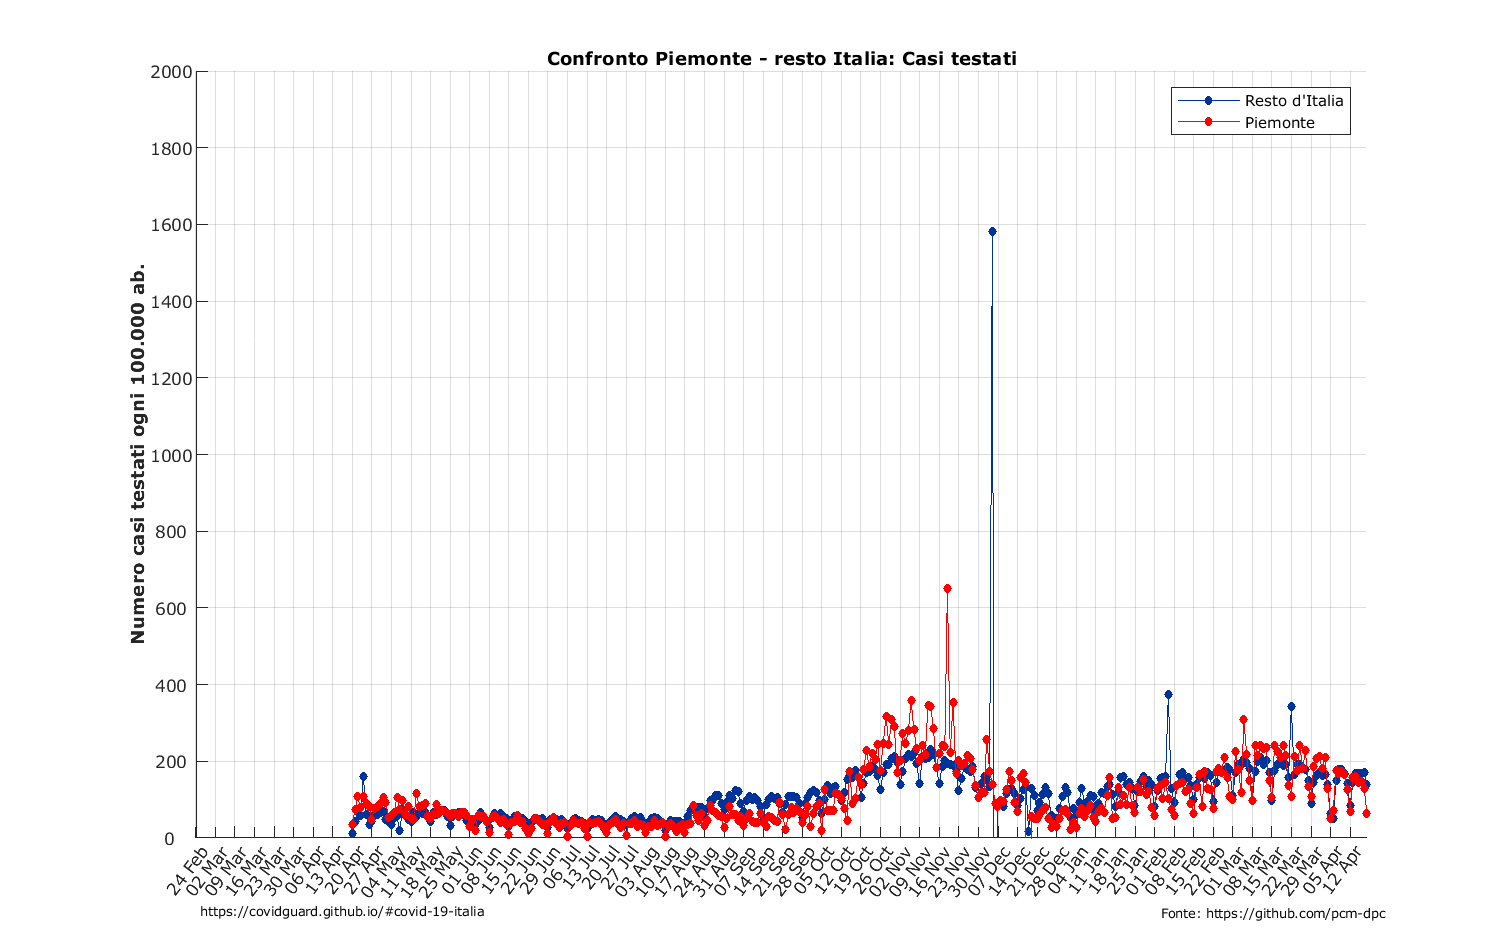 Confronto Piemonte - resto Italia: Casi testati
Resto d'Italia
Piemonte
Numero casi testati ogni 100.000 ab.
2000
1800
1600
1400
1200
1000
800
600
400
200
0
24 Feb
02 Mar
09 Mar
16 Mar
23 Mar
30 Mar
06 Apr
13 Apr
20 Apr
27 Apr
04 May
11 May
18 May
25 May
01 Jun
08 Jun
15 Jun
22 Jun
29 Jun
06 Jul
13 Jul
20 Jul
27 Jul
03 Aug
10 Aug
17 Aug
24 Aug
31 Aug
07 Sep
14 Sep
21 Sep
28 Sep
05 Oct
12 Oct
19 Oct
26 Oct
02 Nov
09 Nov
16 Nov
23 Nov
30 Nov
07 Dec
14 Dec
21 Dec
28 Dec
04 Jan
11 Jan
18 Jan
25 Jan
01 Feb
08 Feb
15 Feb
22 Feb
01 Mar
08 Mar
15 Mar
22 Mar
29 Mar
05 Apr
12 Apr
https://covidguard.github.io/#covid-19-italia
Fonte: https://github.com/pcm-dpc